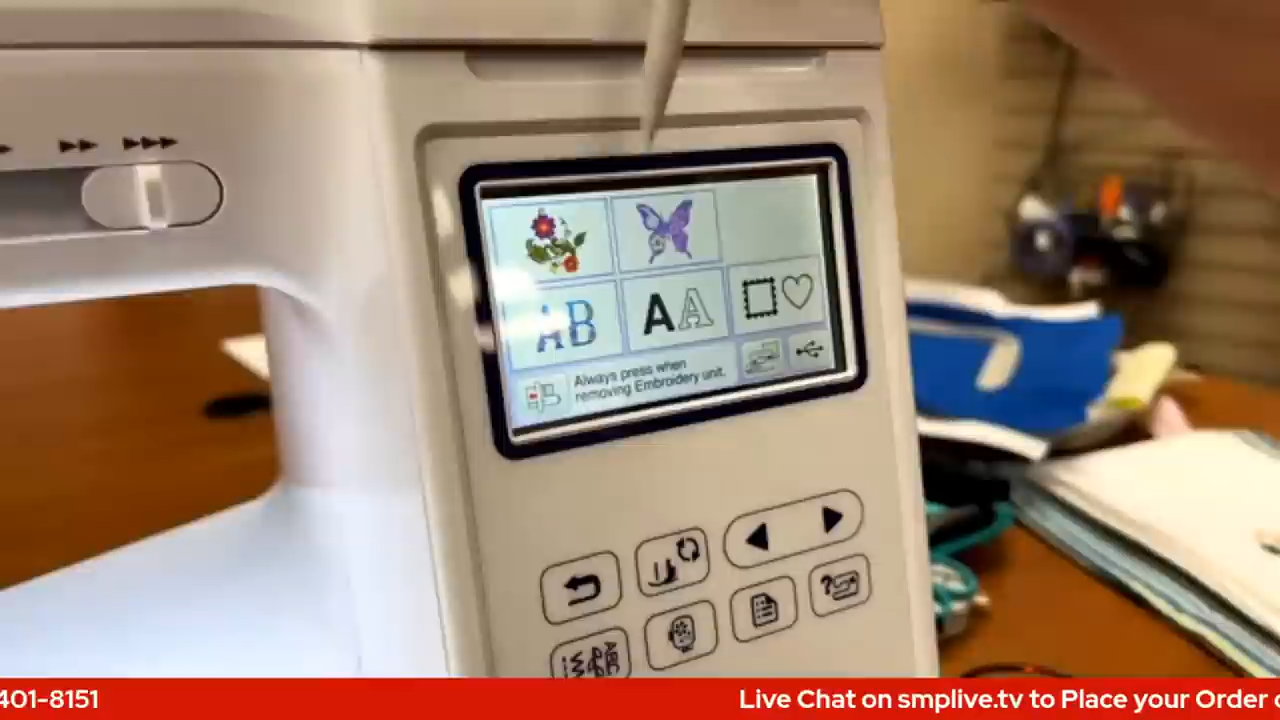 AB
AA
Always press when
removing Embroidery unit.
ABC
401-8151
Live Chat on smplive.tv to Place your Order